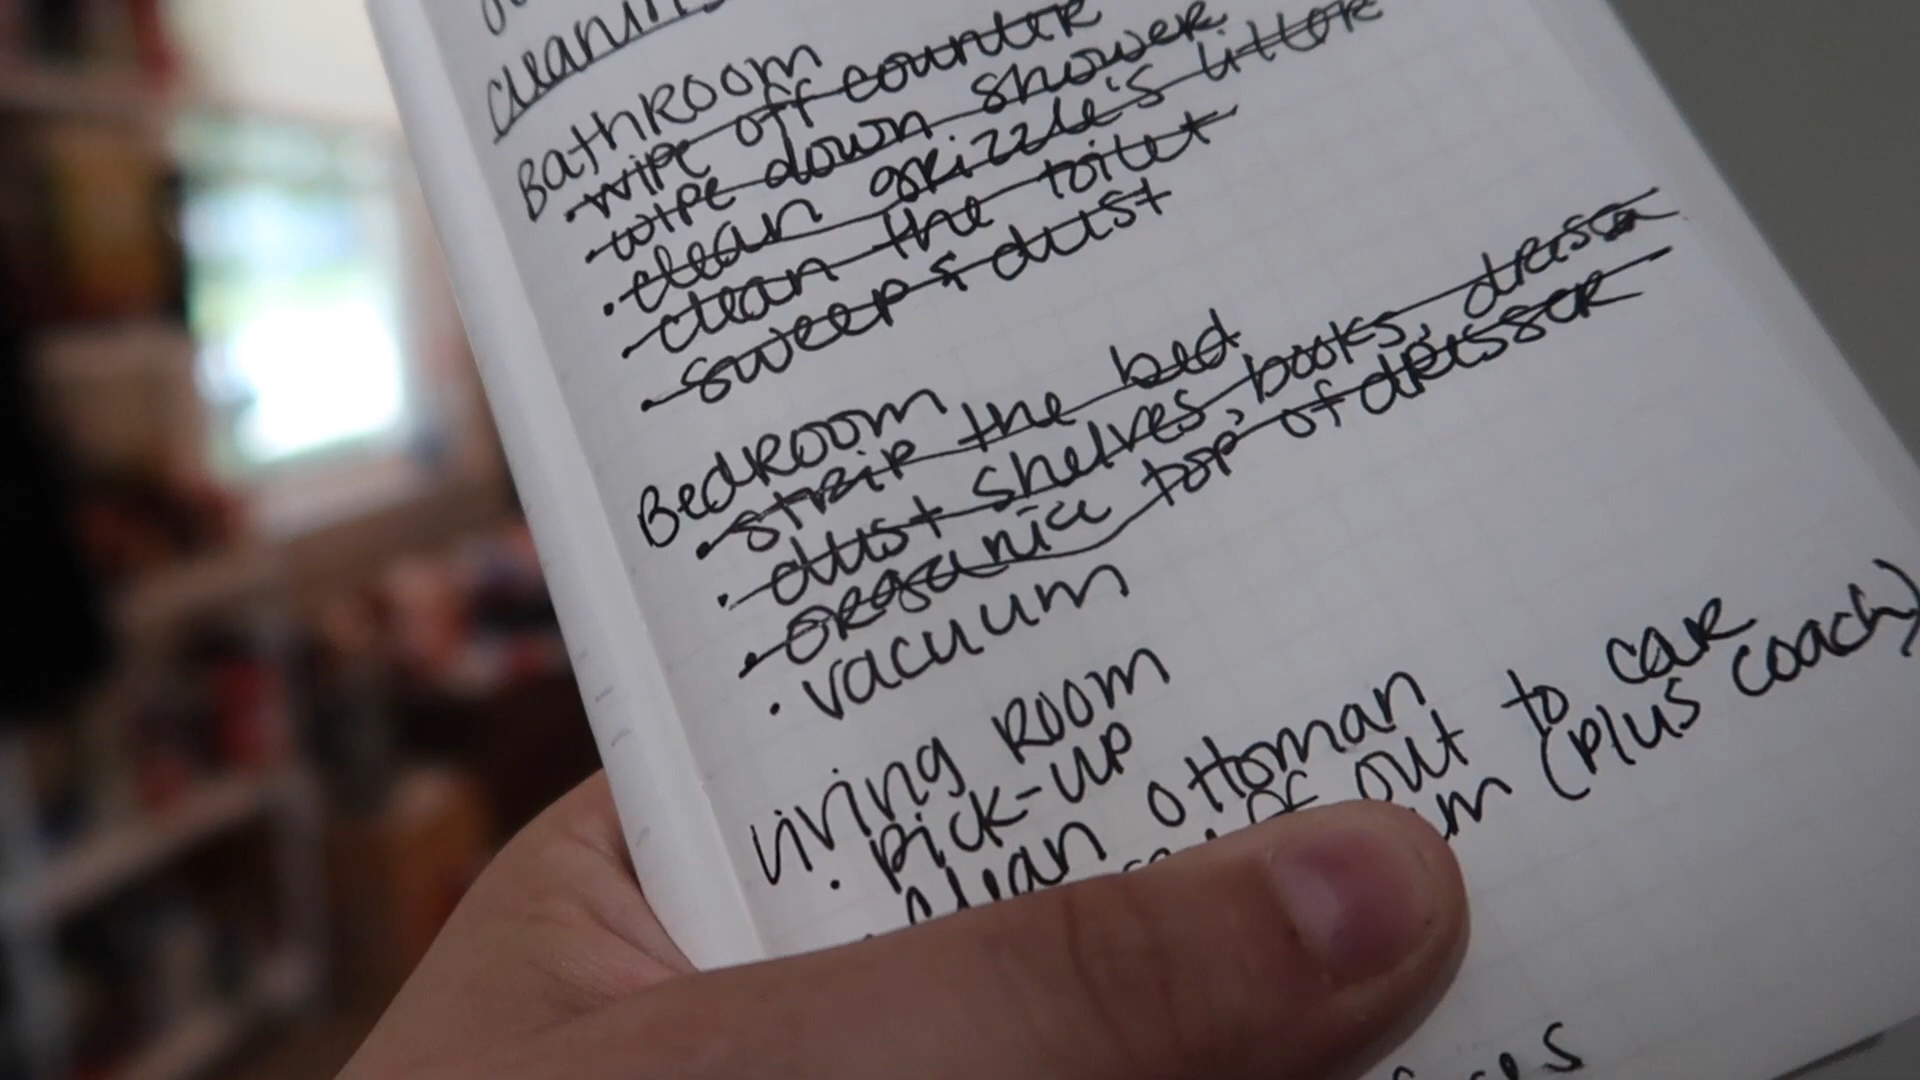 cleaning
BathRoom
• wipe off counteR
• wipe down showeR
• clean gRizzle's litteR
• clean the toilet
• sweep & dust
BedRoom
• stRip the bed
• dust shelves, books, dResser
• oRganize top of dResseR
• vacuum
living Room
• pick-up
• clean ottoman
out to caR
(plus coach)